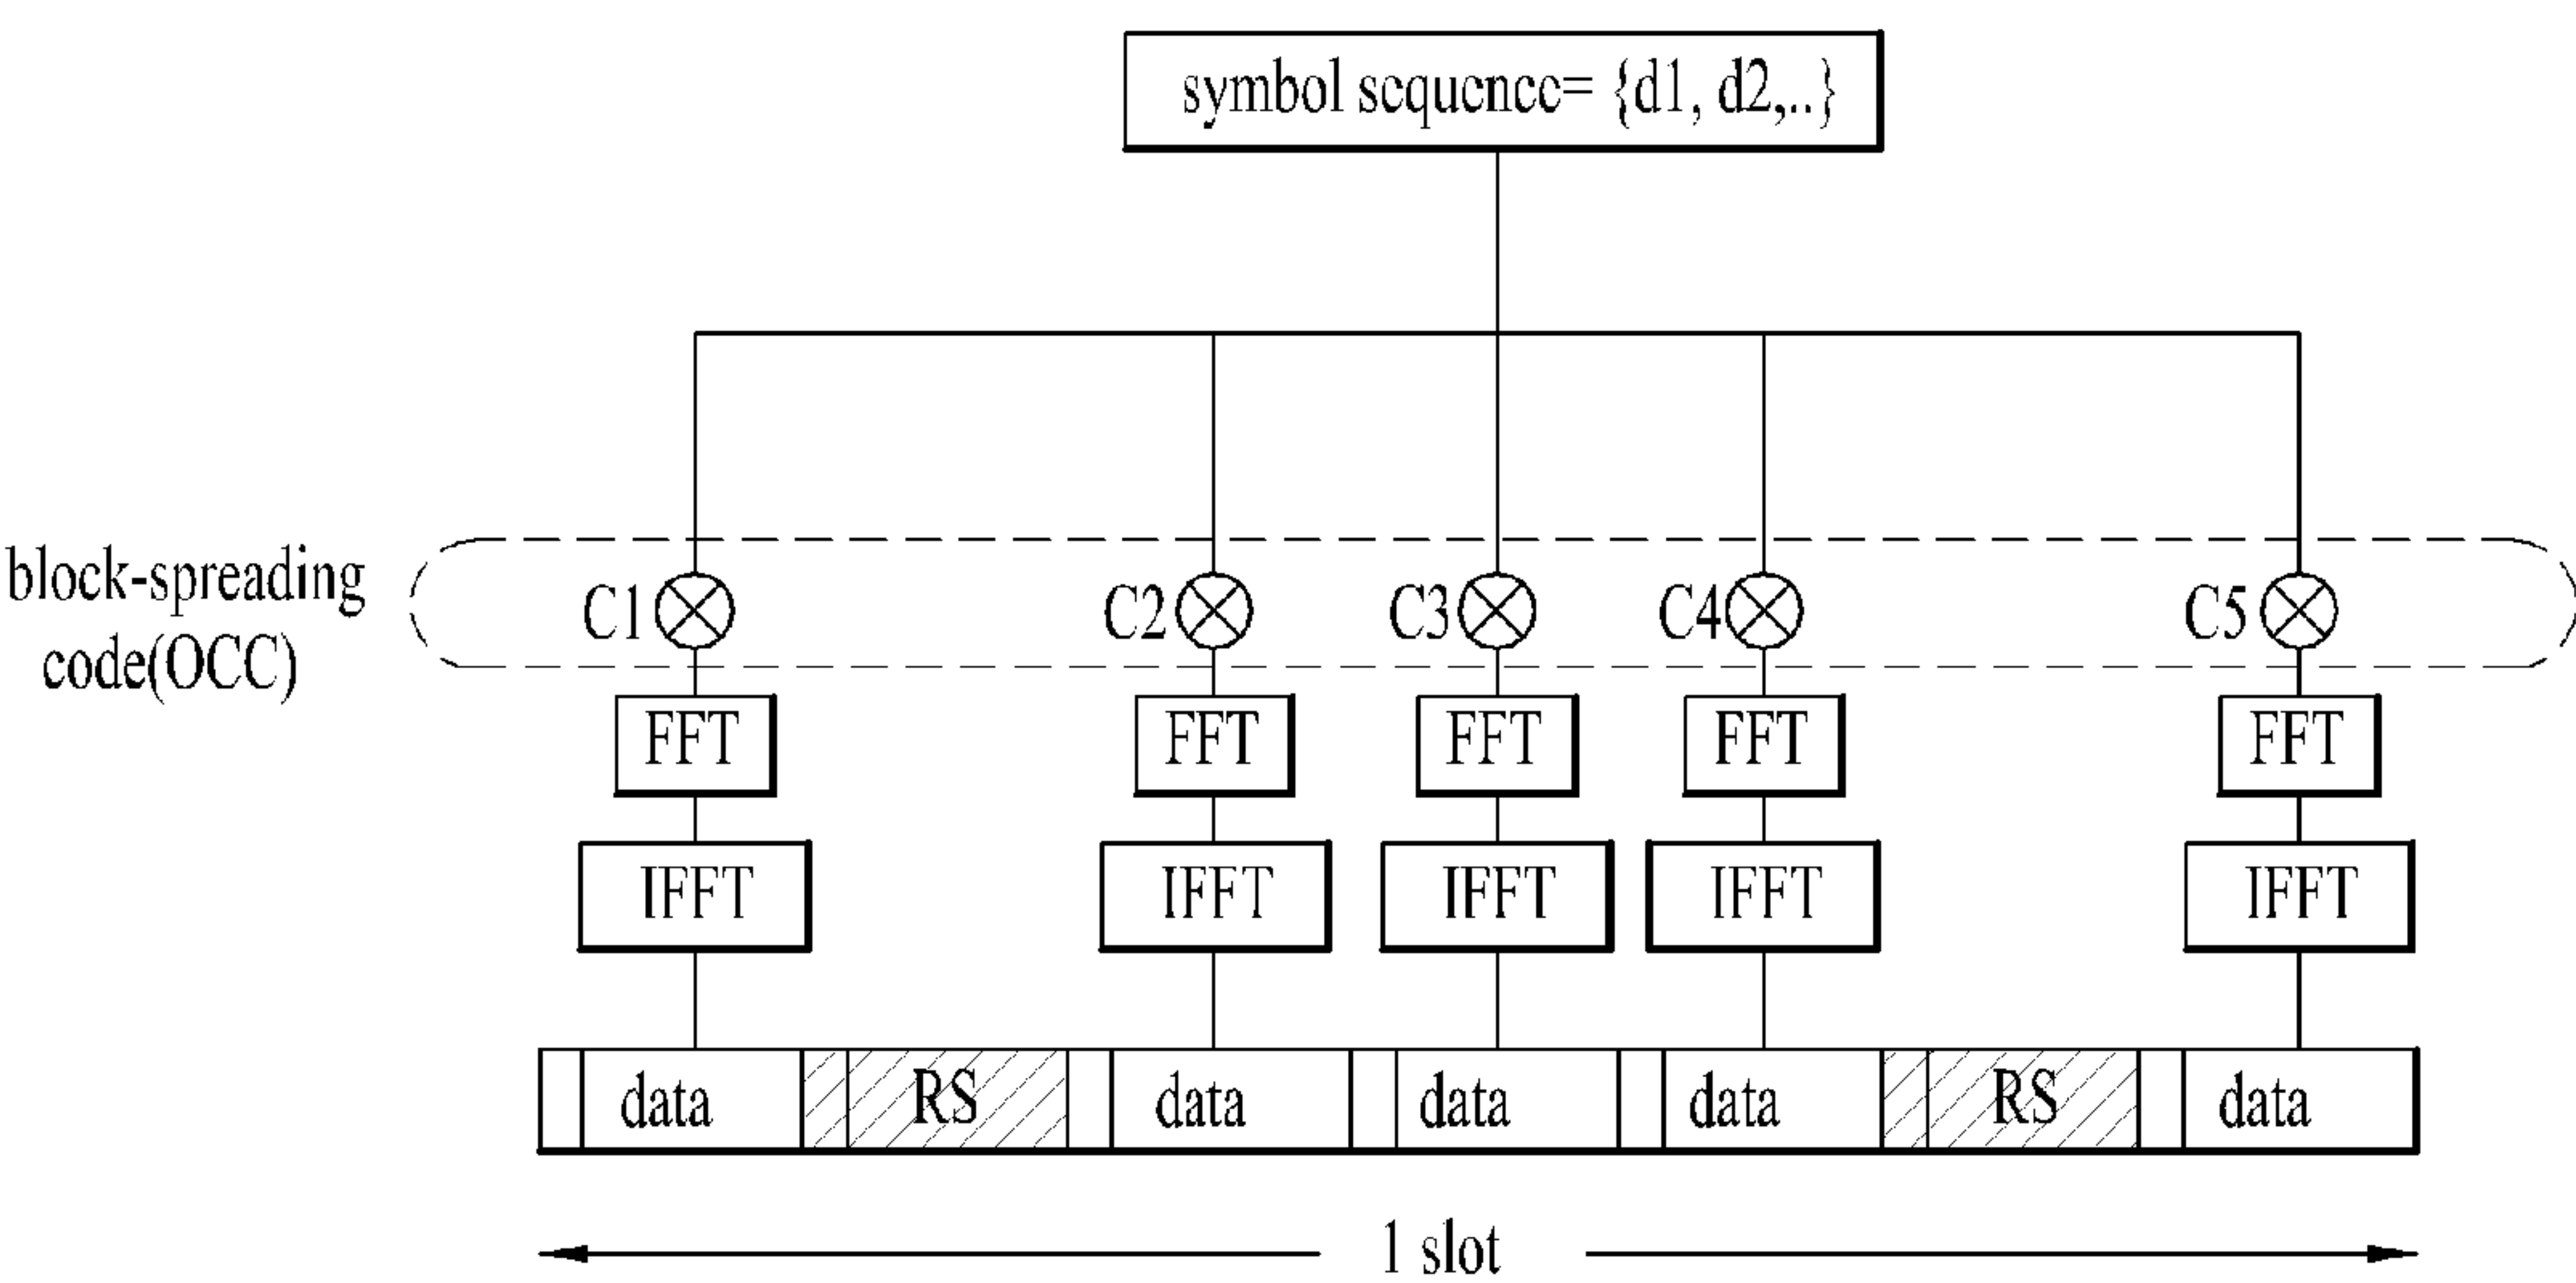 symbol sequence= {d1, d2,..}
block-spreading
code(OCC)
C1 C2 C3 C4 C5
FFT FFT FFT FFT FFT
IFFT IFFT IFFT IFFT IFFT
data RS data data data RS data
1 slot